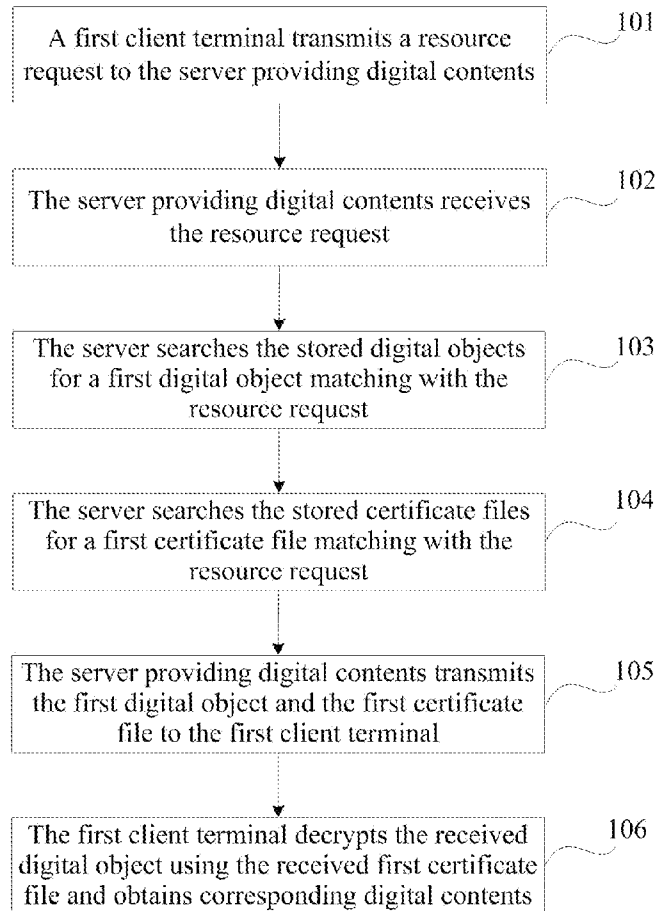 A first client terminal transmits a resource
request to the server providing digital contents
101
The server providing digital contents receives
the resource request
102
The server searches the stored digital objects
for a first digital object matching with the
resource request
103
The server searches the stored certificate files
for a first certificate file matching with the
resource request
104
The server providing digital contents transmits
the first digital object and the first certificate
file to the first client terminal
105
The first client terminal decrypts the received
digital object using the received first certificate
file and obtains corresponding digital contents
106